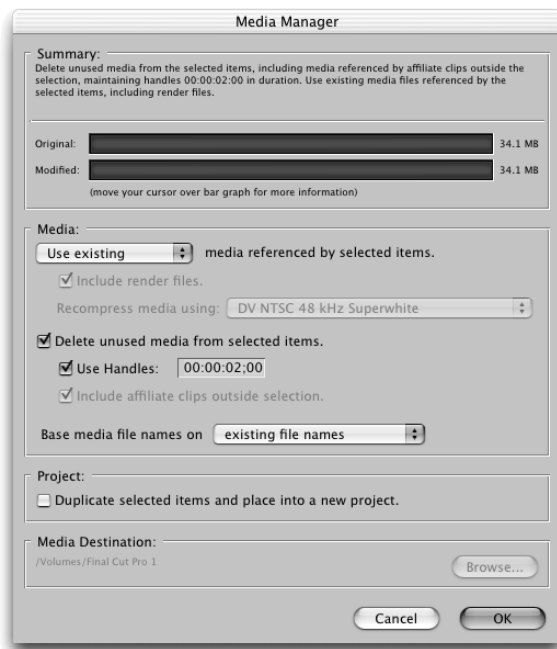 Media Manager
Summary:
Delete unused media from the selected items, including media referenced by affiliate clips outside the
selection, maintaining handles 00:00:02:00 in duration. Use existing media files referenced by the
selected items, including render files.
Original: 34.1 MB
Modified: 34.1 MB
(move your cursor over bar graph for more information)
Media:
Use existing media referenced by selected items.
Include render files.
Recompress media using: DV NTSC 48 kHz Superwhite
Delete unused media from selected items.
Use Handles: 00:00:02;00
Include affiliate clips outside selection.
Base media file names on existing file names
Project:
Duplicate selected items and place into a new project.
Media Destination:
/Volumes/Final Cut Pro 1
Browse...
Cancel OK